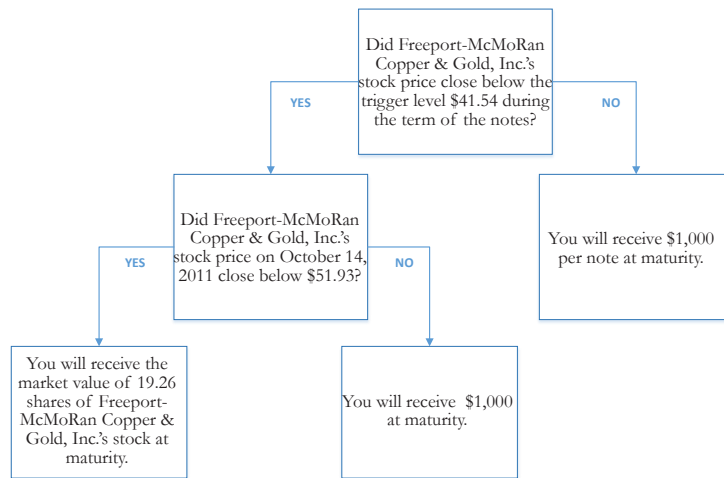 Did Freeport-McMoRan
Copper & Gold, Inc.'s
stock price close below the
trigger level $41.54 during
the term of the notes?
YES
NO
Did Freeport-McMoRan
Copper & Gold, Inc.'s
stock price on October 14,
2011 close below $51.93?
You will receive $1,000
per note at maturity.
YES
NO
You will receive the
market value of 19.26
shares of Freeport-
McMoRan Copper &
Gold, Inc.'s stock at
maturity.
You will receive $1,000
at maturity.